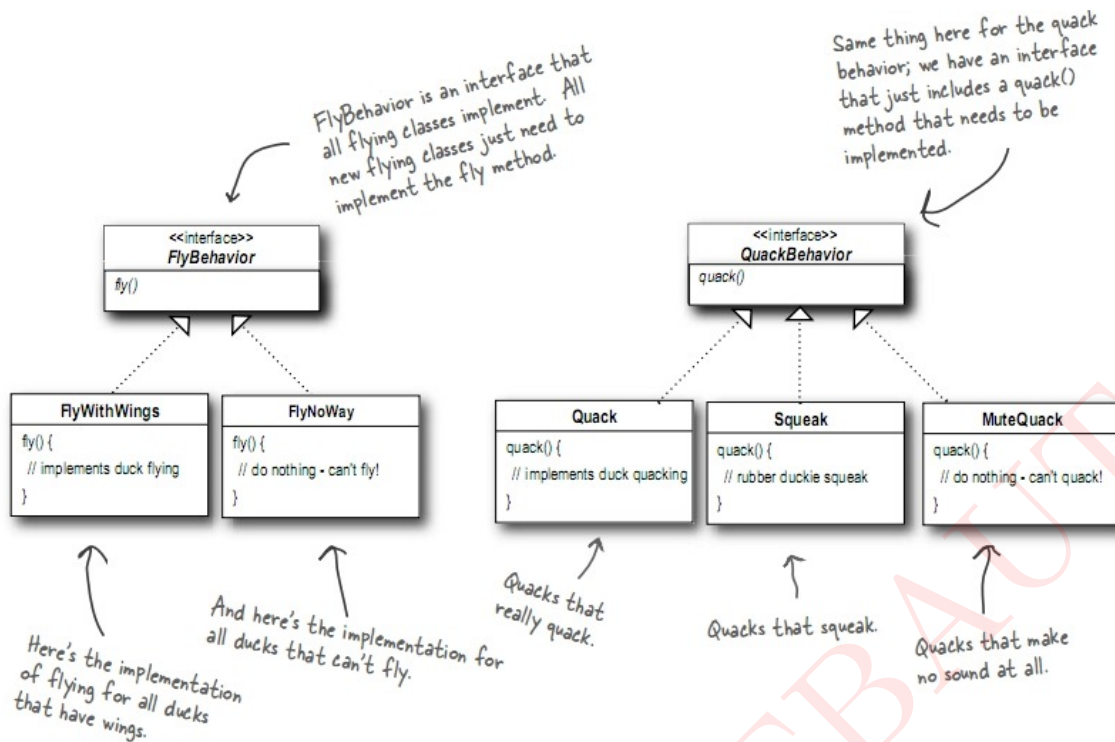 FlyBehavior is an interface that
all flying classes implement. All
new flying classes just need to
implement the fly method.
Same thing here for the quack
behavior; we have an interface
that just includes a quack()
method that needs to be
implemented.
<<interface>>
FlyBehavior
fly()
<<interface>>
QuackBehavior
quack()
FlyWithWings
fly() {
// implements duck flying
}
FlyNoWay
fly() {
// do nothing - can't fly!
}
Quack
quack() {
// implements duck quacking
}
Squeak
quack() {
// rubber duckie squeak
}
MuteQuack
quack() {
// do nothing - can't quack!
}
Here's the implementation
of flying for all ducks
that have wings.
And here's the implementation for
all ducks that can't fly.
Quacks that
really quack.
Quacks that squeak.
Quacks that make
no sound at all.